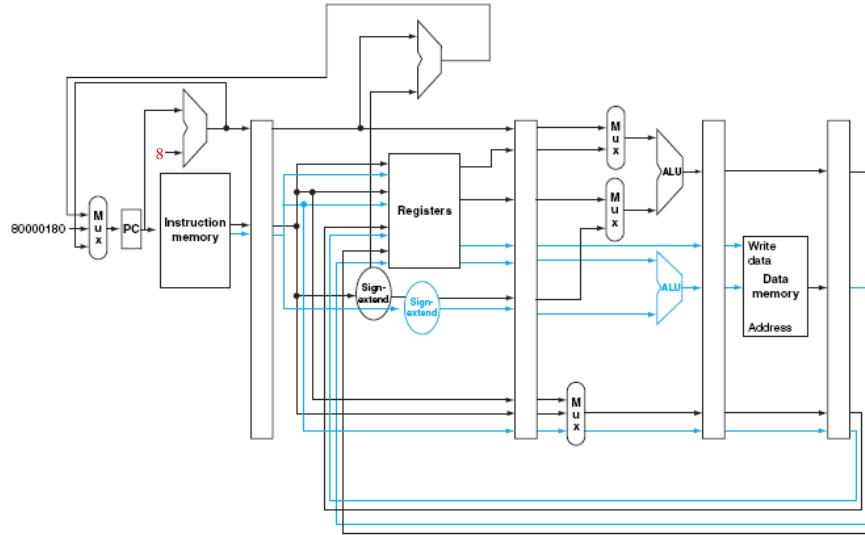 8
80000180
M
u
x
PC
Instruction
memory
Registers
Sign-
extend
Sign-
extend
M
u
x
M
u
x
ALU
ALU
M
u
x
Write
data
Data
memory
Address